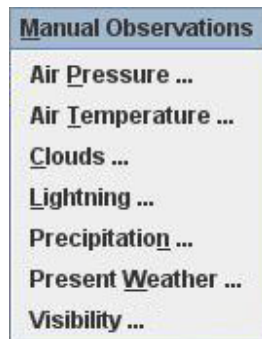 Manual Observations
Air Pressure ...
Air Temperature ...
Clouds ...
Lightning ...
Precipitation ...
Present Weather ...
Visibility ...